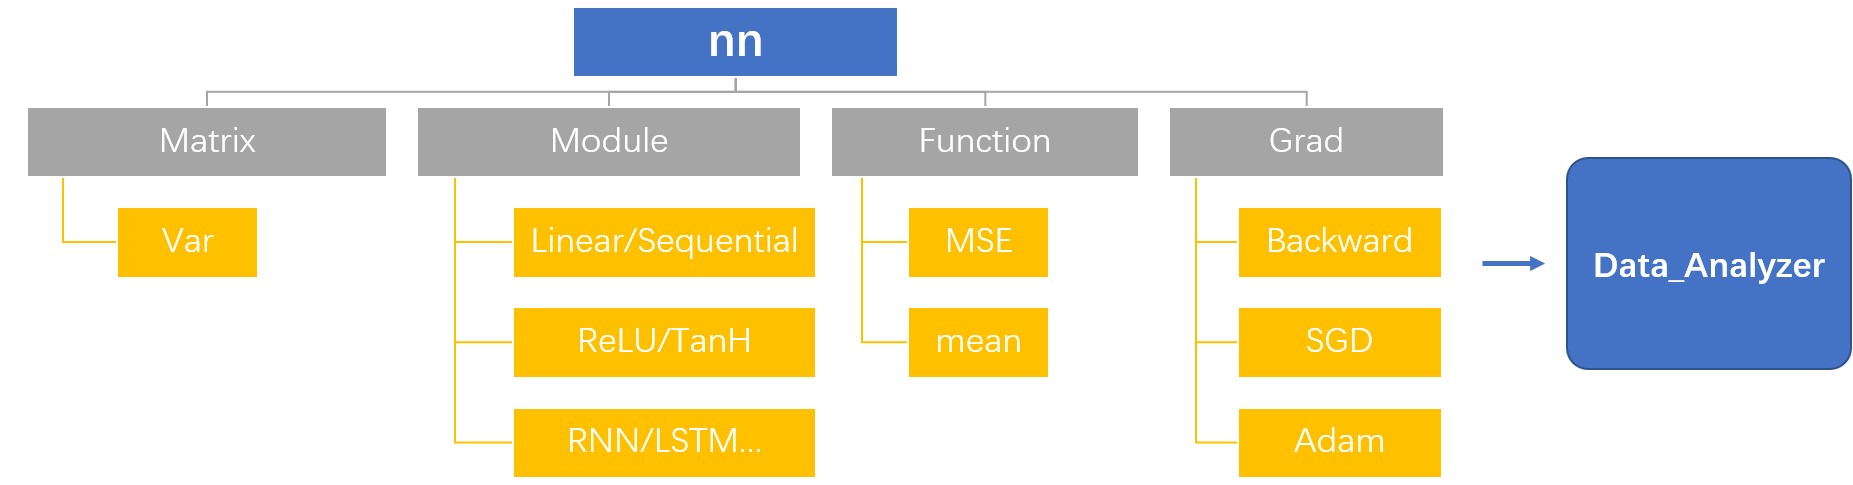 nn
Matrix
Module
Function
Grad
Var
Linear/Sequential
MSE
Backward
Data_Analyzer
ReLU/TanH
mean
SGD
RNN/LSTM...
Adam